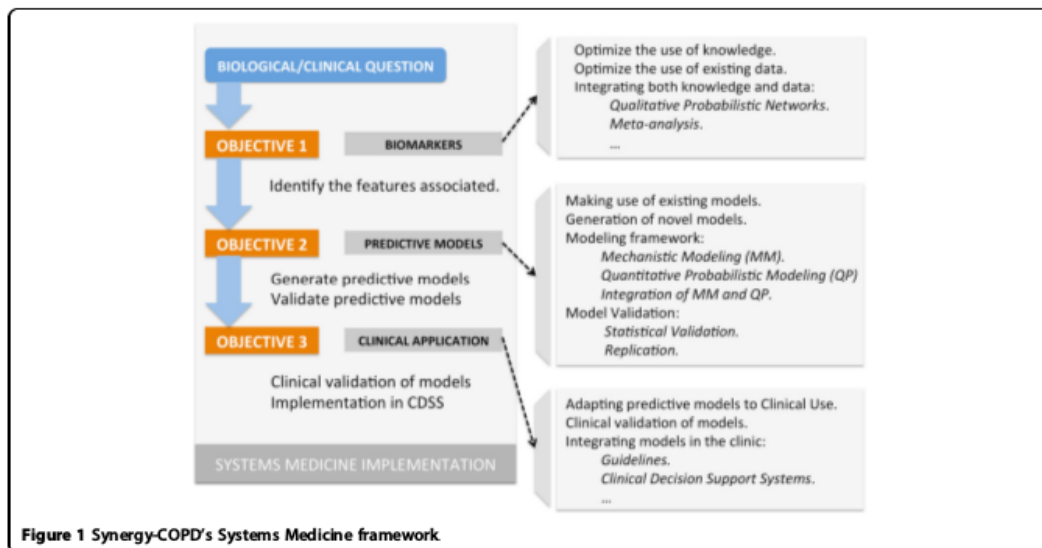 BIOLOGICAL/CLINICAL QUESTION
OBJECTIVE 1
BIOMARKERS
Identify the features associated.
OBJECTIVE 2
PREDICTIVE MODELS
Generate predictive models
Validate predictive models
OBJECTIVE 3
CLINICAL APPLICATION
Clinical validation of models
Implementation in CDSS
SYSTEMS MEDICINE IMPLEMENTATION
Optimize the use of knowledge.
Optimize the use of existing data.
Integrating both knowledge and data:
Qualitative Probabilistic Networks.
Meta-analysis.
...
Making use of existing models.
Generation of novel models.
Modeling framework:
Mechanistic Modeling (MM).
Quantitative Probabilistic Modeling (QP)
Integration of MM and QP.
Model Validation:
Statistical Validation.
Replication.
Adapting predictive models to Clinical Use.
Clinical validation of models.
Integrating models in the clinic:
Guidelines.
Clinical Decision Support Systems.
...
Figure 1 Synergy-COPD's Systems Medicine framework.